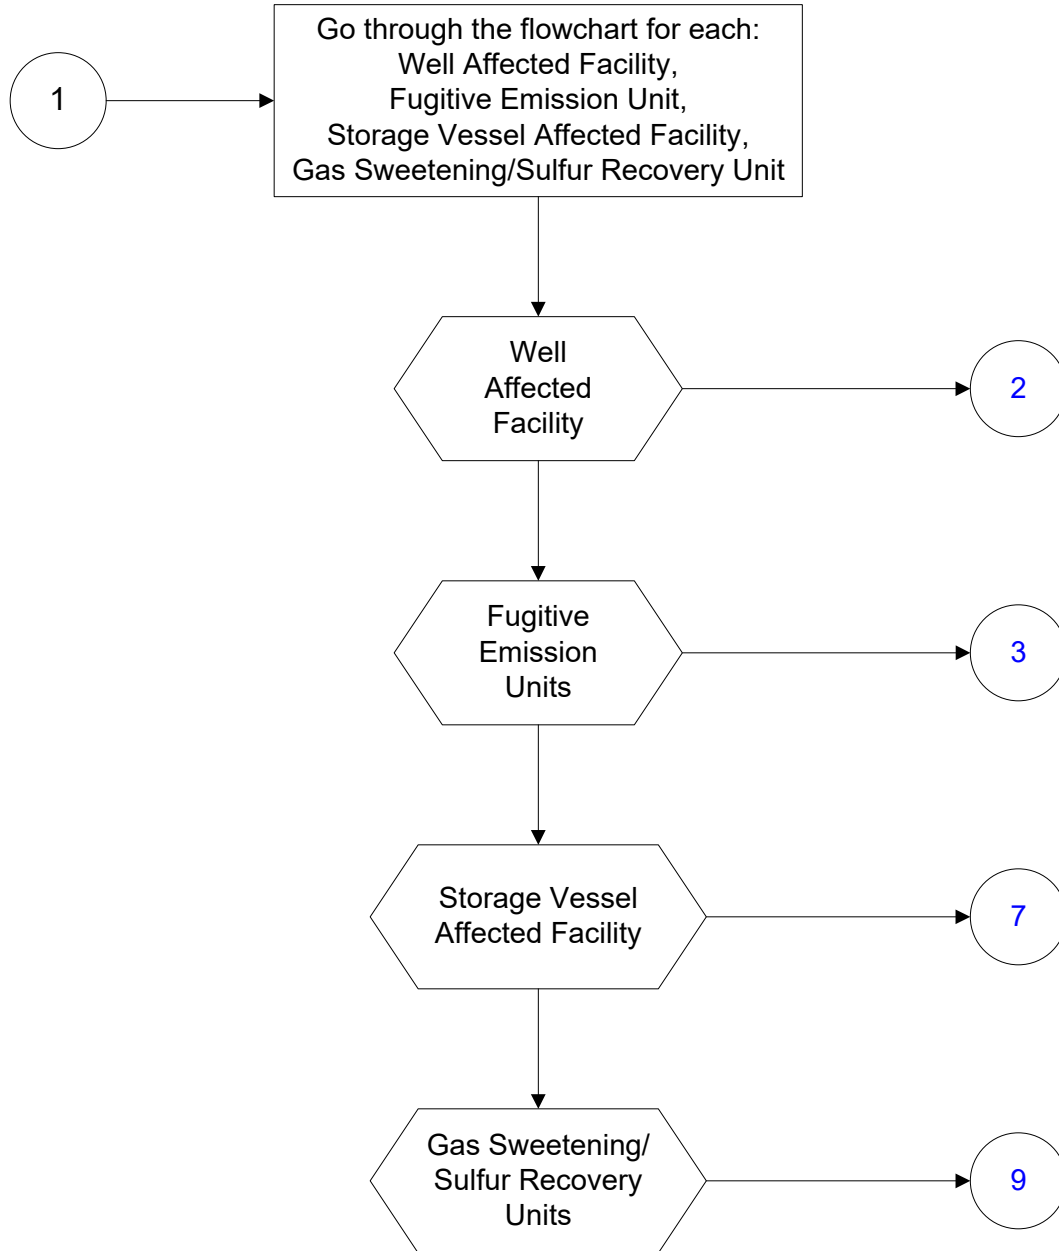 Go through the flowchart for each:
Well Affected Facility,
Fugitive Emission Unit,
Storage Vessel Affected Facility,
Gas Sweetening/Sulfur Recovery Unit
1
Well
Affected
Facility
2
Fugitive
Emission
Units
3
Storage Vessel
Affected Facility
7
Gas Sweetening/
Sulfur Recovery
Units
9